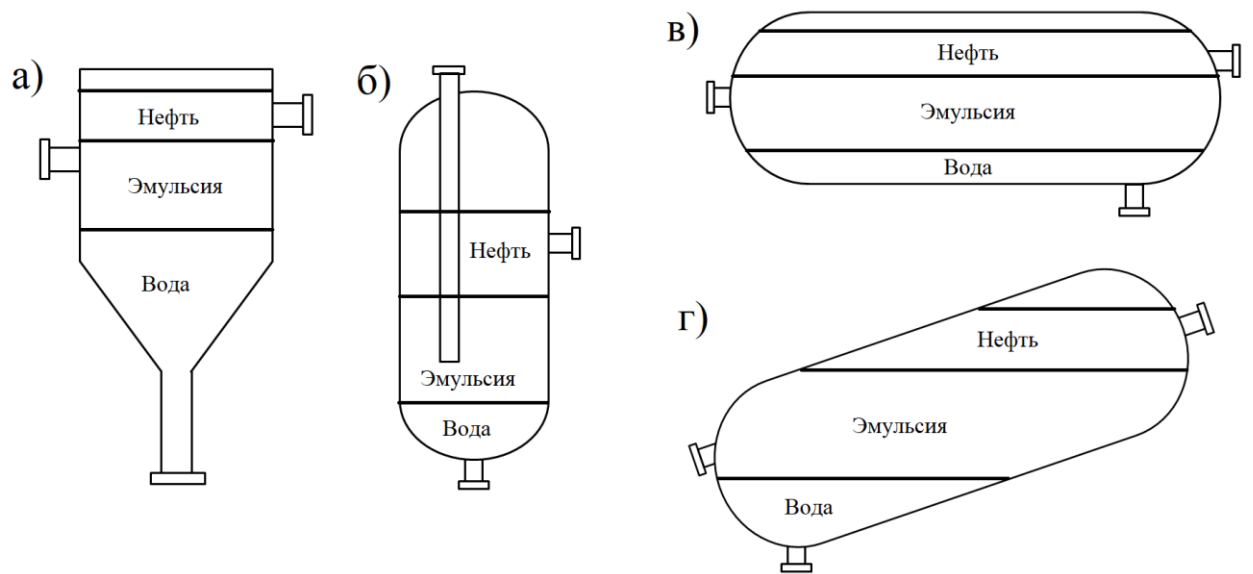 а)
Нефть
Эмульсия
Вода
б)
Нефть
Эмульсия
Вода
в)
Нефть
Эмульсия
Вода
г)
Нефть
Эмульсия
Вода